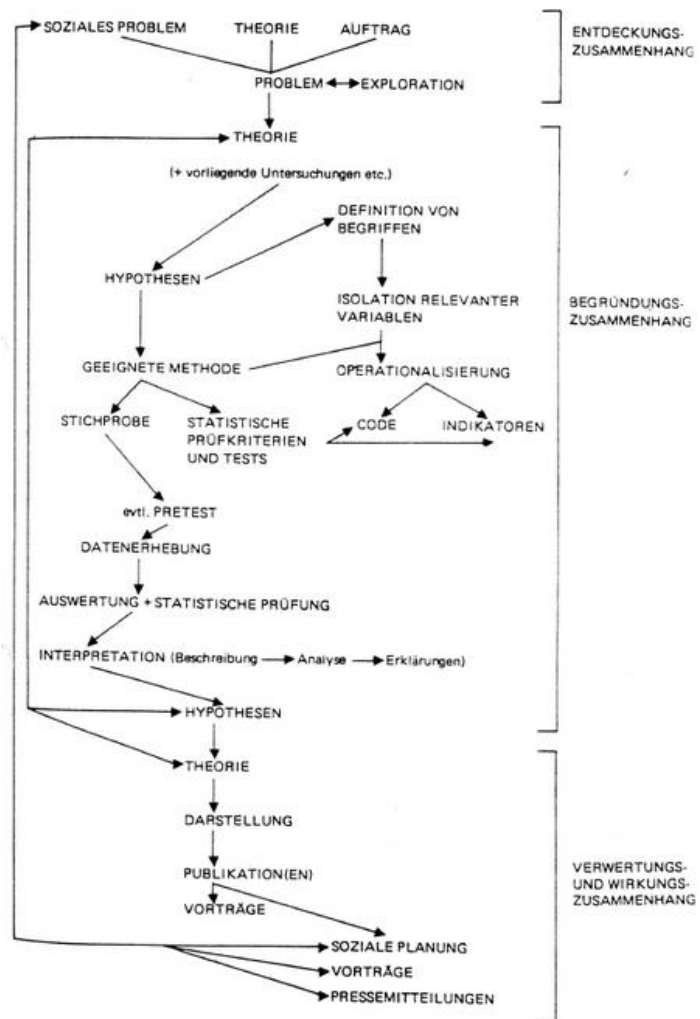 SOZIALES PROBLEM THEORIE AUFTRAG
PROBLEM EXPLORATION
ENTDECKUNGS-
ZUSAMMENHANG
THEORIE
(+ vorliegende Untersuchungen etc.)
DEFINITION VON
BEGRIFFEN
HYPOTHESEN
ISOLATION RELEVANTER
VARIABLEN
BEGRÜNDUNGS-
ZUSAMMENHANG
GEEIGNETE METHODE OPERATIONALISIERUNG
STICHPROBE
STATISTISCHE
PRÜFKRITERIEN
UND TESTS
CODE INDIKATOREN
evtl. PRETEST
DATENERHEBUNG
AUSWERTUNG + STATISTISCHE PRÜFUNG
INTERPRETATION (Beschreibung Analyse Erklärungen)
HYPOTHESEN
THEORIE
DARSTELLUNG
PUBLIKATION(EN)
VORTRÄGE
VERWERTUNGS-
UND WIRKUNGS-
ZUSAMMENHANG
SOZIALE PLANUNG
VORTRÄGE
PRESSEMITTEILUNGEN